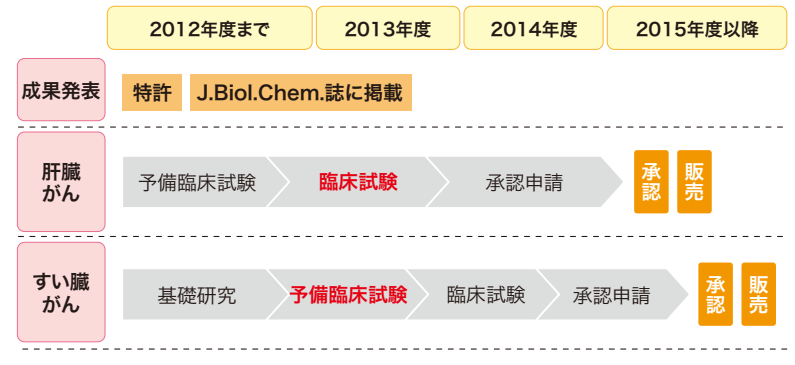 2012年度まで
2013年度
2014年度
2015年度以降
成果発表
特許
J.Biol.Chem.誌に掲載
肝臓
がん
予備臨床試験
臨床試験
承認申請
承認
販売
すい臓
がん
基礎研究
予備臨床試験
臨床試験
承認申請
承認
販売